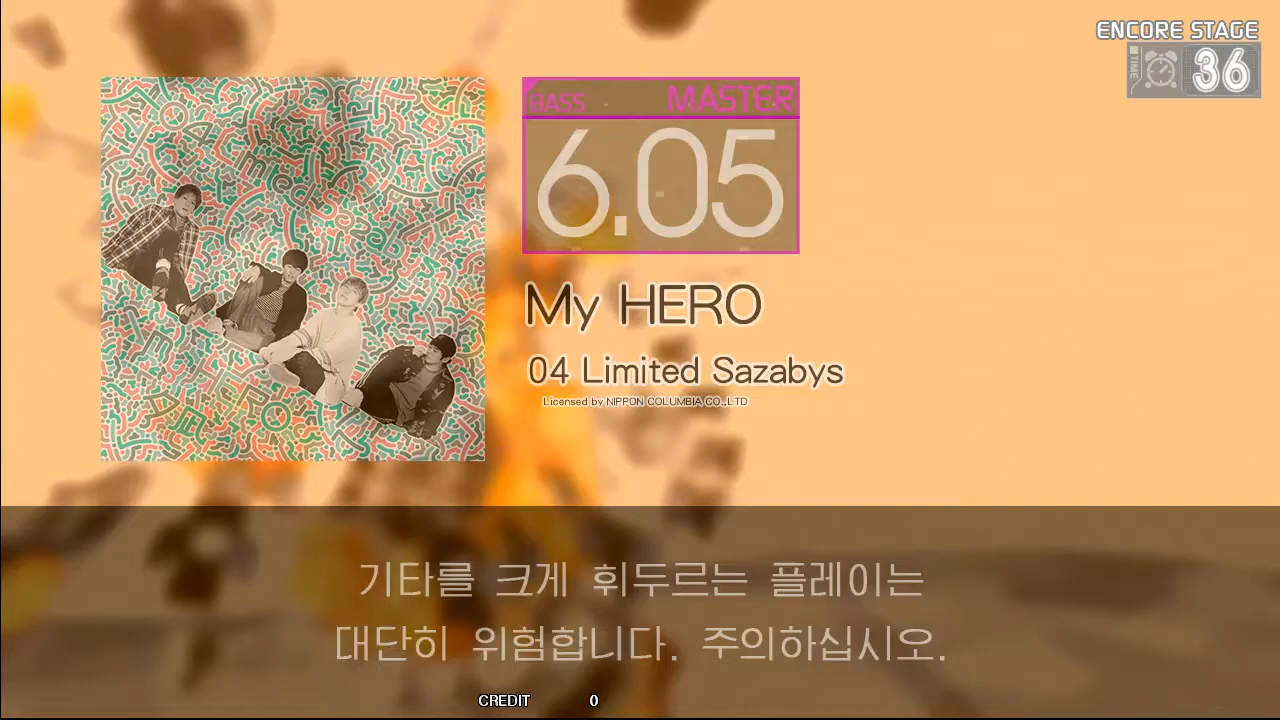 ENCORE STAGE
TIME 36
BASS MASTER
6.05
My HERO
04 Limited Sazabys
Licensed by NIPPON COLUMBIA CO.,LTD
기타를 크게 휘두르는 플레이는
대단히 위험합니다. 주의하십시오.
CREDIT 0